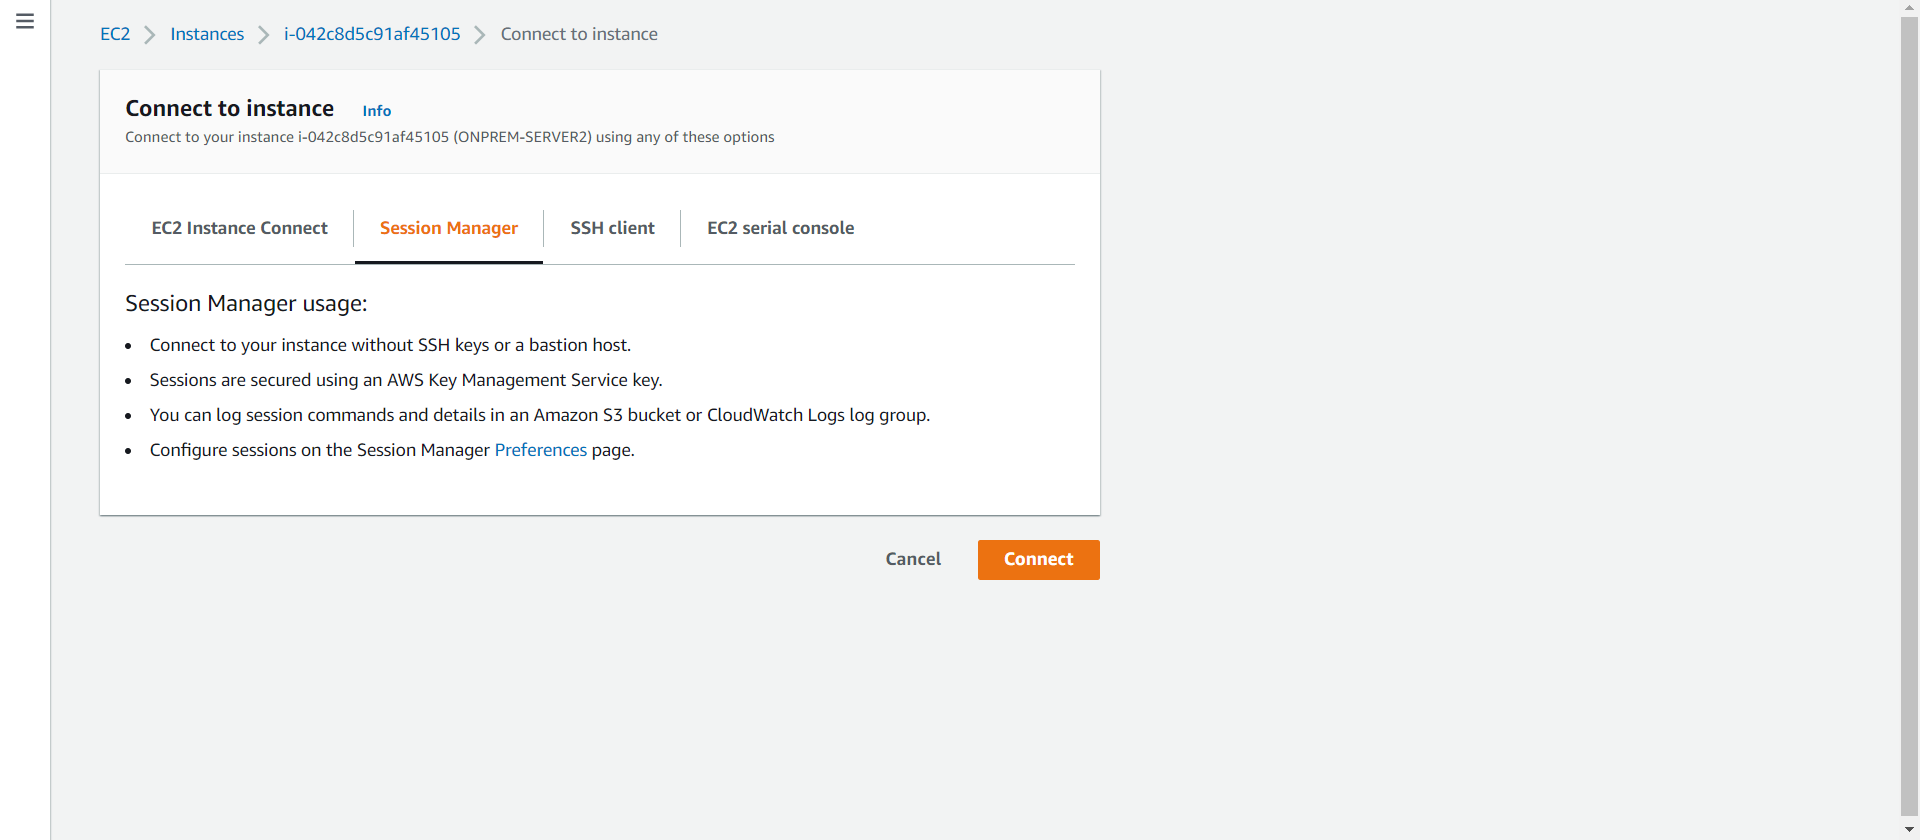 EC2 Instances i-042c8d5c91af45105 Connect to instance
Connect to instance Info
Connect to your instance i-042c8d5c91af45105 (ONPREM-SERVER2) using any of these options
EC2 Instance Connect Session Manager SSH client EC2 serial console
Session Manager usage:
Connect to your instance without SSH keys or a bastion host.
Sessions are secured using an AWS Key Management Service key.
You can log session commands and details in an Amazon S3 bucket or CloudWatch Logs log group.
Configure sessions on the Session Manager Preferences page.
Cancel Connect